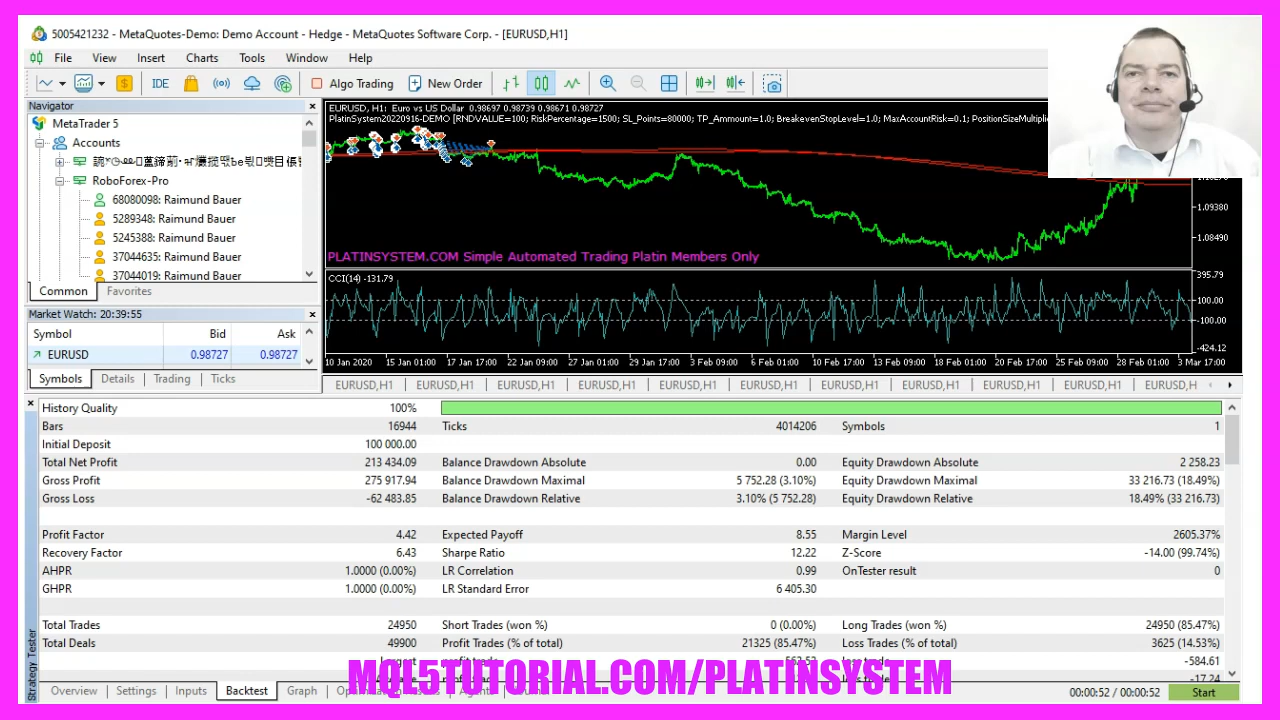 5005421232 - MetaQuotes-Demo: Demo Account - Hedge - MetaQuotes Software Corp. - [EURUSD,H1]
File View Insert Charts Tools Window Help
IDE Algo Trading New Order
Navigator
MetaTrader 5
Accounts
RoboForex-Pro
68080098: Raimund Bauer
5289348: Raimund Bauer
5245388: Raimund Bauer
37044635: Raimund Bauer
37044019: Raimund Bauer
Common Favorites
Market Watch: 20:39:55
Symbol Bid Ask
EURUSD 0.98727 0.98727
Symbols Details Trading Ticks
EURUSD, H1: Euro vs US Dollar 0.98697 0.98739 0.98671 0.98727
PlatinSystem20220916-DEMO [RNDVALUE=100; RiskPercentage=1500; SL_Points=80000; TP_Ammount=1.0; BreakevenStopLevel=1.0; MaxAccountRisk=0.1; PositionSizeMultiplic
1.09380
1.08490
PLATINSYSTEM.COM Simple Automated Trading Platin Members Only
CCI(14) -131.79
395.79
100.00
-100.00
-424.12
10 Jan 2020 15 Jan 01:00 17 Jan 17:00 22 Jan 09:00 27 Jan 01:00 29 Jan 17:00 3 Feb 09:00 6 Feb 01:00 10 Feb 17:00 13 Feb 09:00 18 Feb 01:00 20 Feb 17:00 25 Feb 09:00 28 Feb 01:00 3 Mar 17:00
EURUSD,H1 EURUSD,H1 EURUSD,H1 EURUSD,H1 EURUSD,H1 EURUSD,H1 EURUSD,H1 EURUSD,H1 EURUSD,H1 EURUSD,H1 EURUSD,H
History Quality 100%
Bars 16944 Ticks 4014206 Symbols 1
Initial Deposit 100 000.00
Total Net Profit 213 434.09 Balance Drawdown Absolute 0.00 Equity Drawdown Absolute 2 258.23
Gross Profit 275 917.94 Balance Drawdown Maximal 5 752.28 (3.10%) Equity Drawdown Maximal 33 216.73 (18.49%)
Gross Loss -62 483.85 Balance Drawdown Relative 3.10% (5 752.28) Equity Drawdown Relative 18.49% (33 216.73)
Profit Factor 4.42 Expected Payoff 8.55 Margin Level 2605.37%
Recovery Factor 6.43 Sharpe Ratio 12.22 Z-Score -14.00 (99.74%)
AHPR 1.0000 (0.00%) LR Correlation 0.99 OnTester result 0
GHPR 1.0000 (0.00%) LR Standard Error 6 405.30
Total Trades 24950 Short Trades (won %) 0 (0.00%) Long Trades (won %) 24950 (85.47%)
Total Deals 49900 Profit Trades (% of total) 21325 (85.47%) Loss Trades (% of total) 3625 (14.53%)
-584.61
-17.24
MQL5TUTORIAL.COM/PLATINSYSTEM
Strategy Tester
Overview Settings Inputs Backtest Graph
00:00:52 / 00:00:52 Start